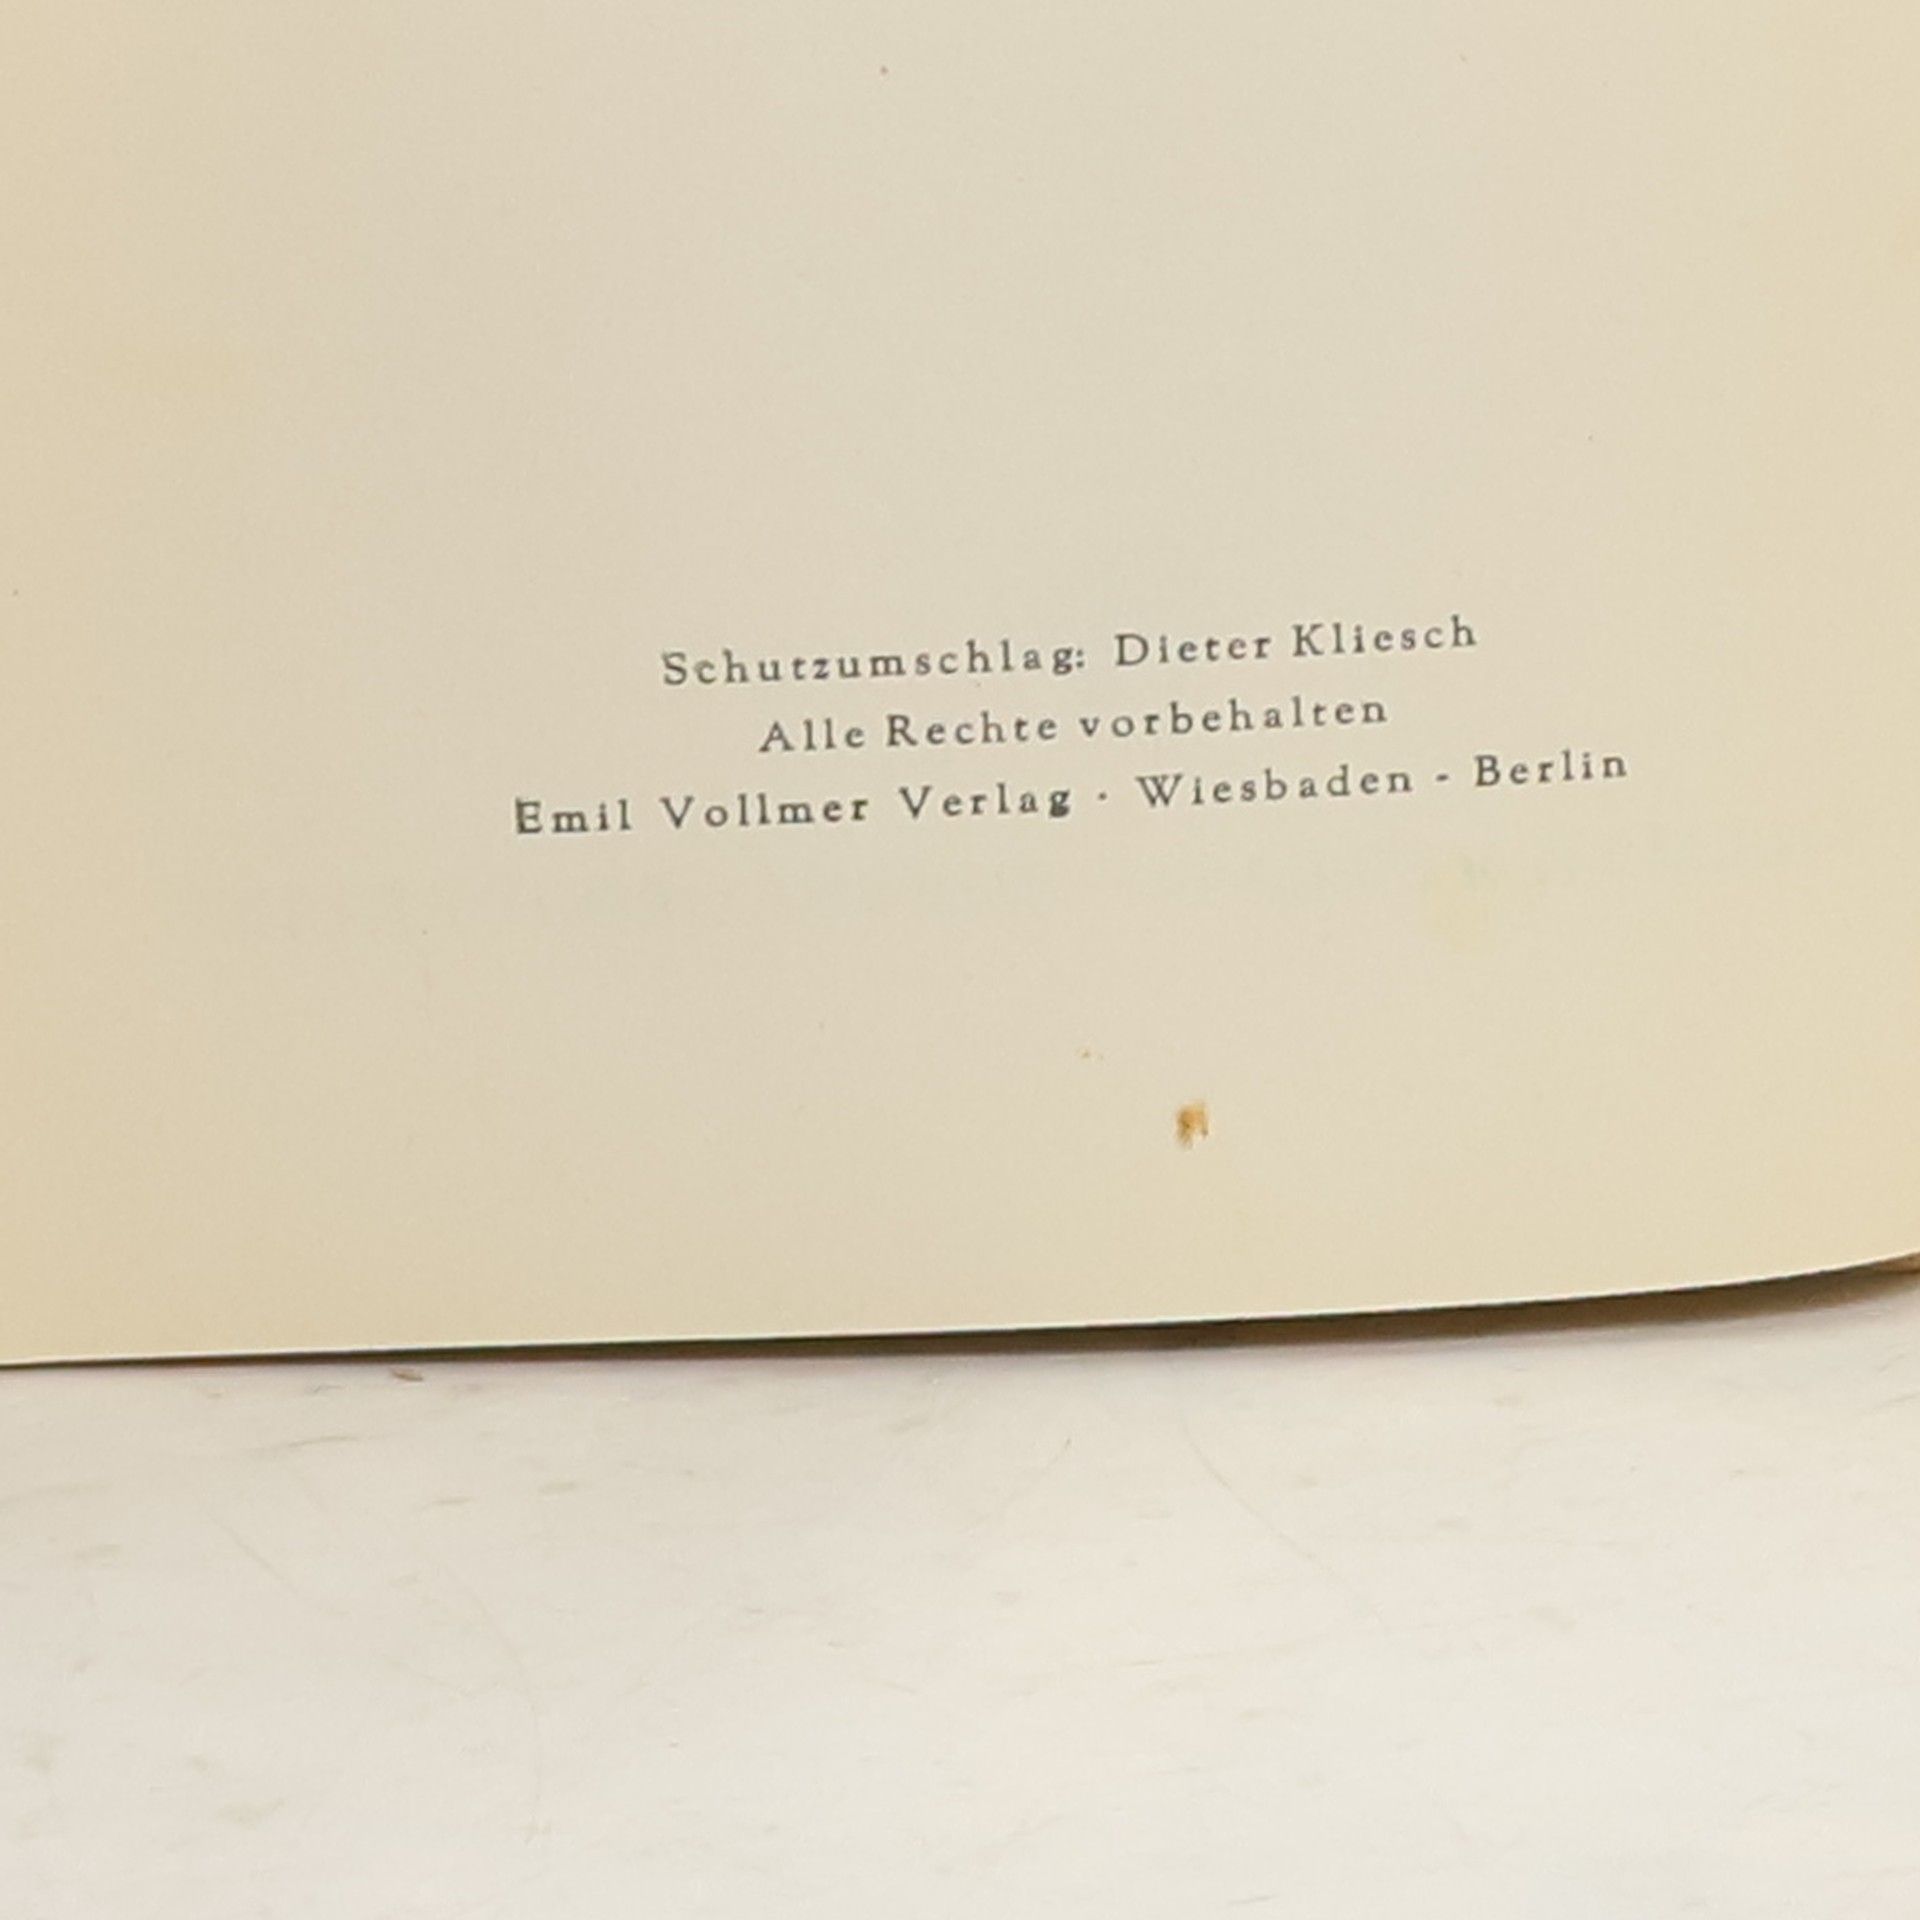 Schutzumschlag: Dieter Kliesch
Alle Rechte vorbehalten
Emil Vollmer Verlag · Wiesbaden - Berlin